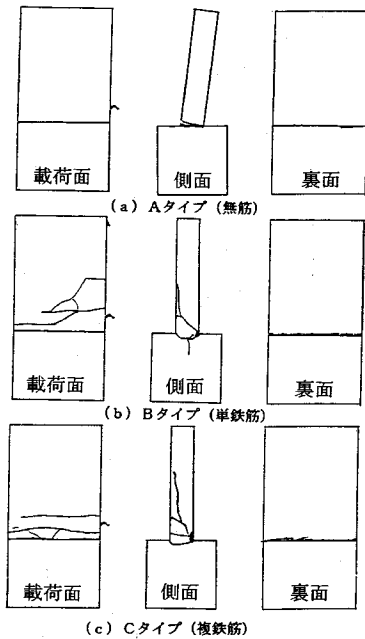 載荷面 側面 裏面
(a) Aタイプ (無筋)
載荷面 側面 裏面
(b) Bタイプ (単鉄筋)
載荷面 側面 裏面
(c) Cタイプ (複鉄筋)